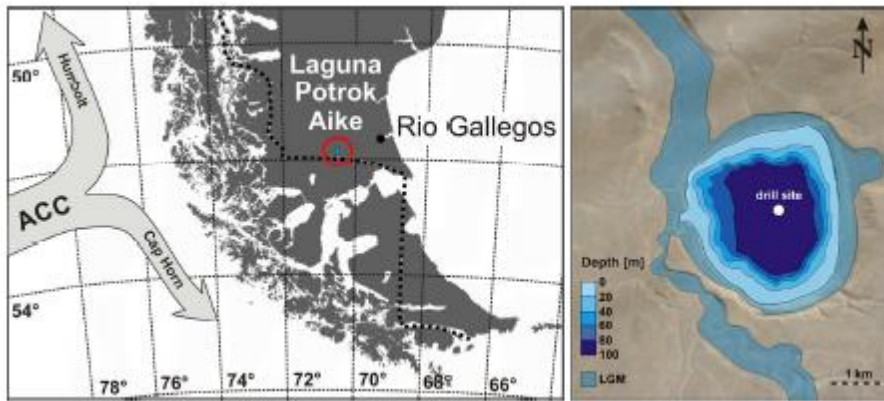 50°
54°
Humbolt
ACC
Cap Horn
Laguna
Potrok
Aike
Rio Gallegos
78°
76°
74°
72°
70°
68°
66°
N
drill site
Depth [m]
0
20
40
60
80
100
LGM
1 km